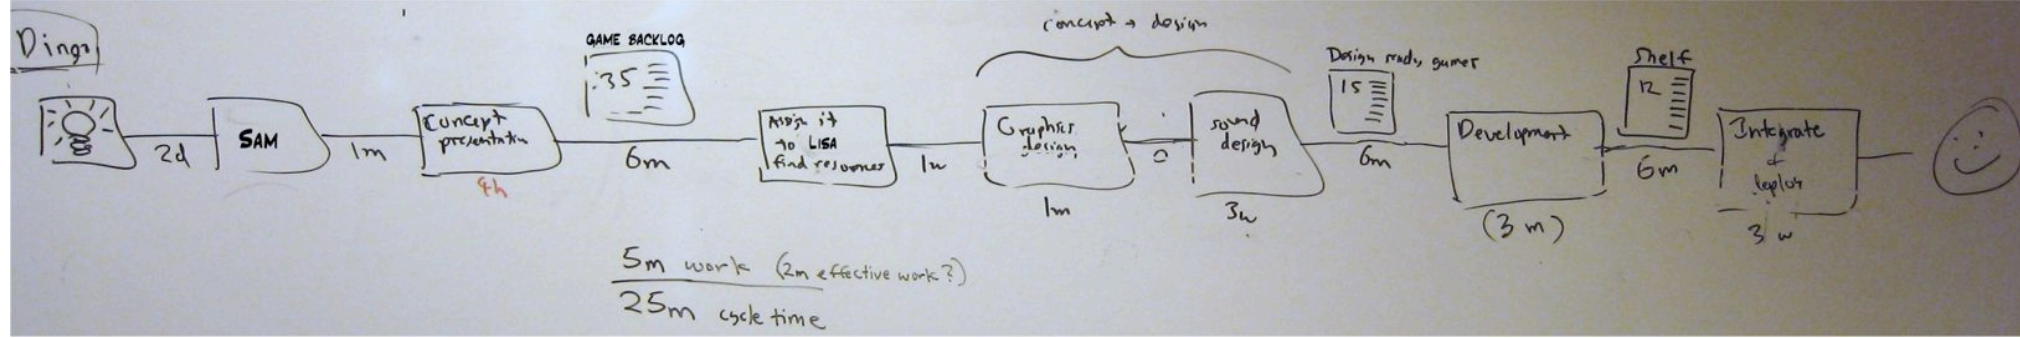 Dingo
2d
SAM
1m
Concept
presentation
4h
GAME BACKLOG
35
6m
Assign it
to LISA
find resources
1w
concept → design
Graphics
design
1m
0
sound
design
3w
Design ready games
15
6m
Development
(3 m)
Shelf
12
6m
Integrate
&
deploy
3 w
5m work (2m effective work?)
25m cycle time